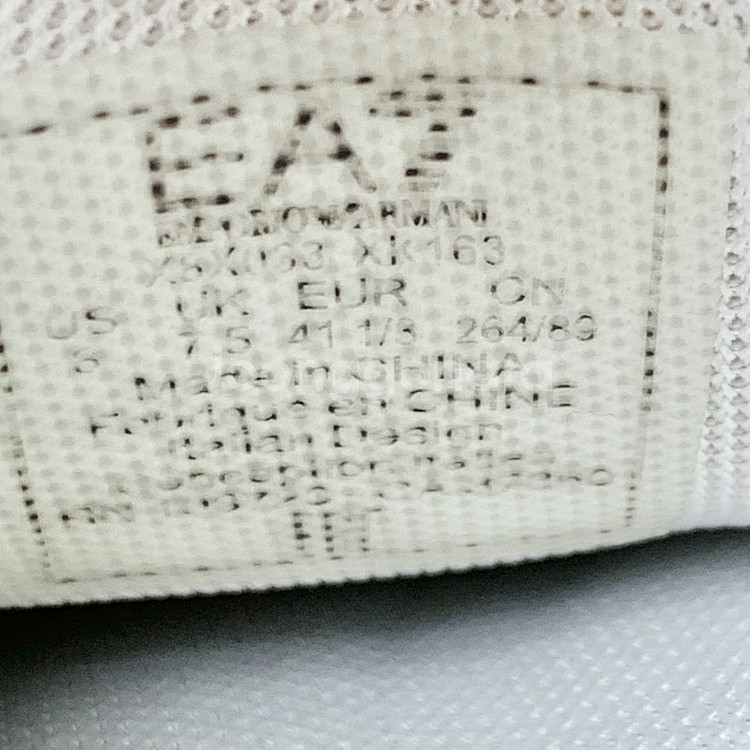 EA7
EMPORIO ARMANI
X8X033 XK163
US UK EUR CN
8 7.5 41 1/3 264/89
Made in CHINA
Fabriqué en CHINE
Italian Design
RN